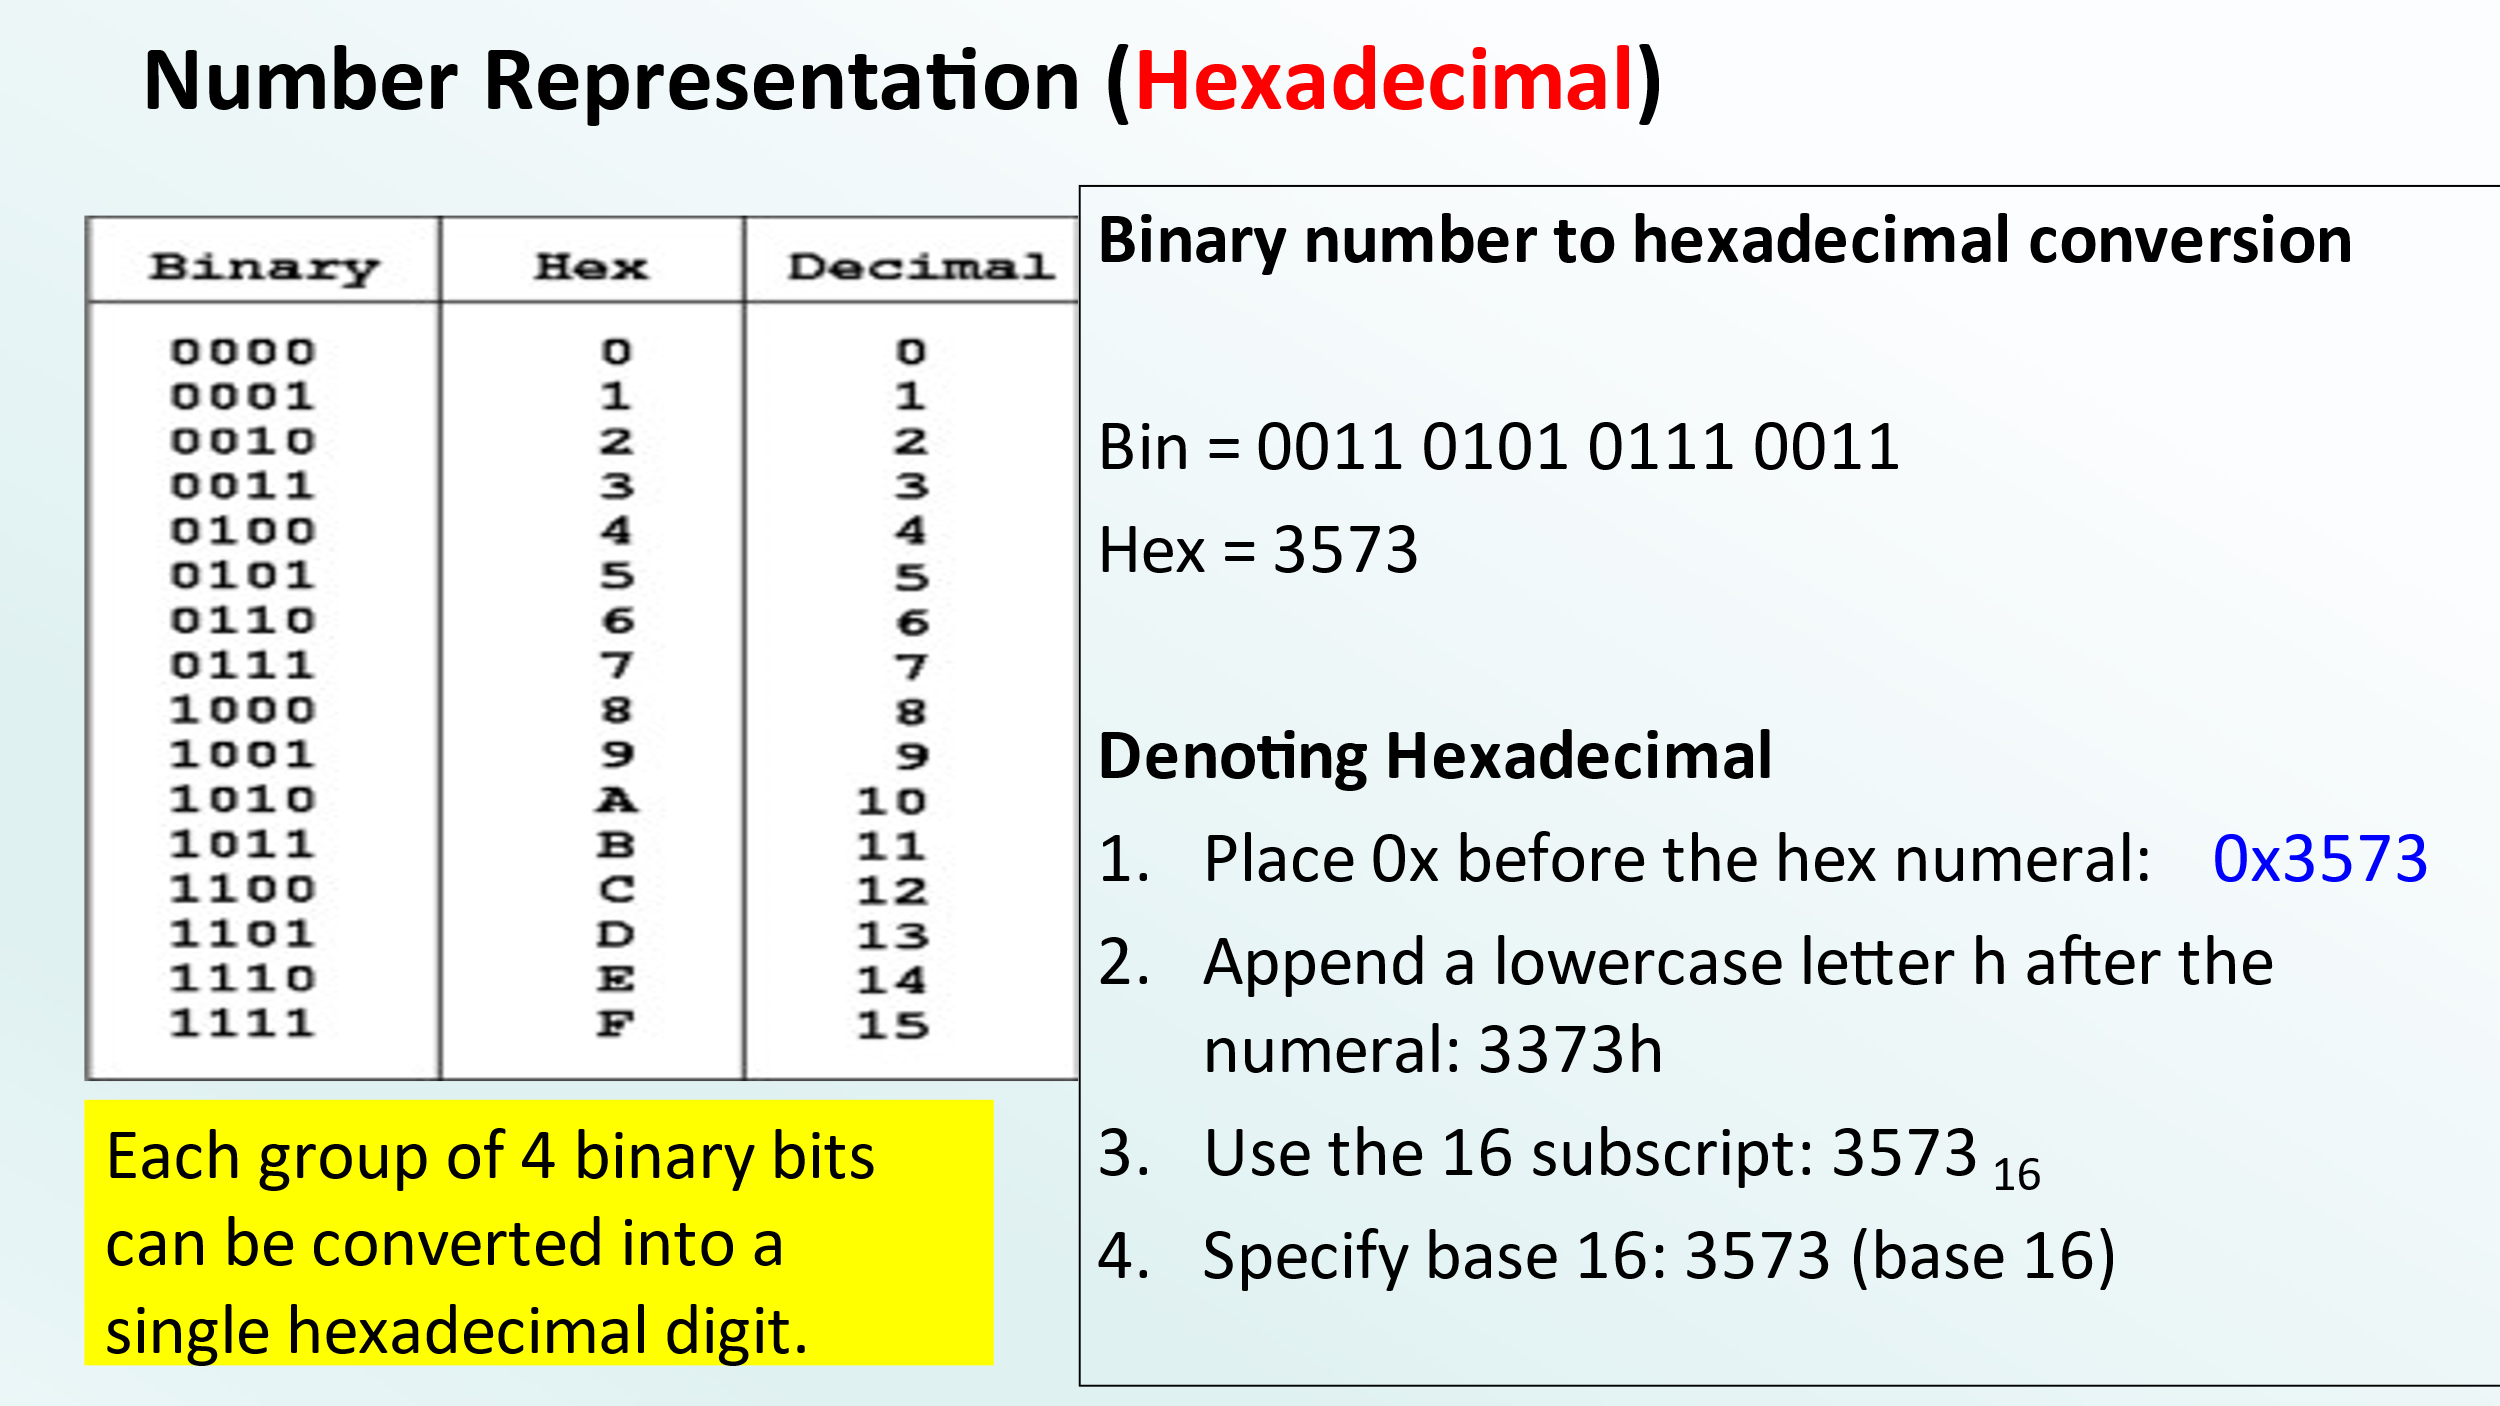 Number Representation (Hexadecimal)
Binary Hex Decimal
0000 0 0
0001 1 1
0010 2 2
0011 3 3
0100 4 4
0101 5 5
0110 6 6
0111 7 7
1000 8 8
1001 9 9
1010 A 10
1011 B 11
1100 C 12
1101 D 13
1110 E 14
1111 F 15
Each group of 4 binary bits
can be converted into a
single hexadecimal digit.
Binary number to hexadecimal conversion
Bin = 0011 0101 0111 0011
Hex = 3573
Denoting Hexadecimal
1. Place 0x before the hex numeral: 0x3573
2. Append a lowercase letter h after the
numeral: 3373h
3. Use the 16 subscript: 3573 16
4. Specify base 16: 3573 (base 16)